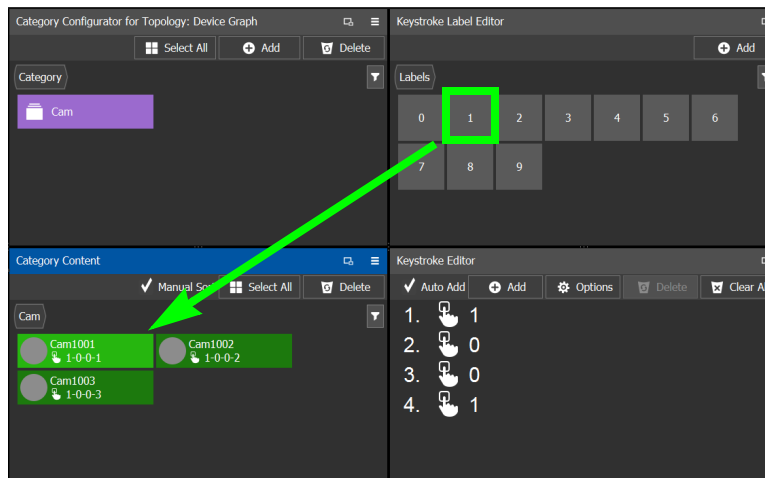 Category Configurator for Topology: Device Graph
Select All Add Delete
Category
Cam
Keystroke Label Editor
Add
Labels
0 1 2 3 4 5 6
7 8 9
Category Content
Manual So Select All Delete
Cam
Cam1001
1-0-0-1
Cam1002
1-0-0-2
Cam1003
1-0-0-3
Keystroke Editor
Auto Add Add Options Delete Clear Al
1. 1
2. 0
3. 0
4. 1